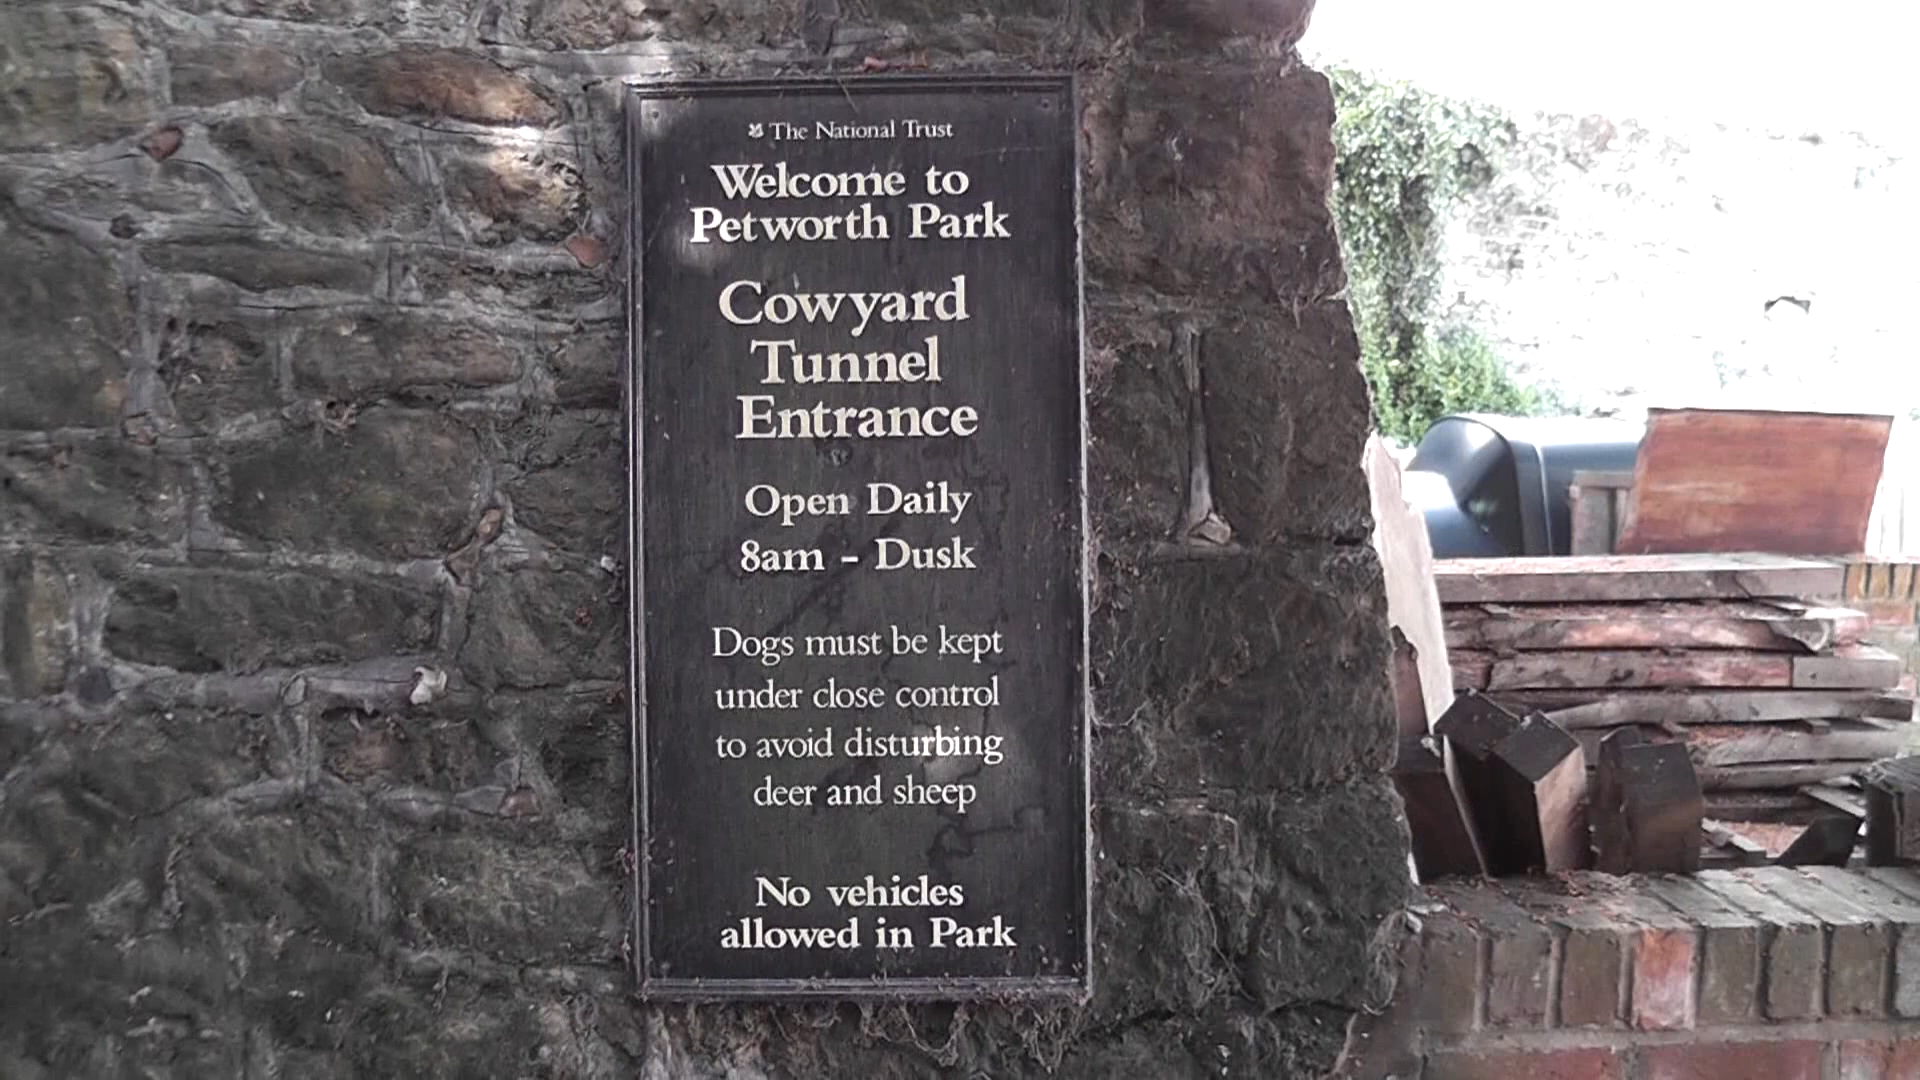 The National Trust
Welcome to
Petworth Park
Cowyard
Tunnel
Entrance
Open Daily
8am - Dusk
Dogs must be kept
under close control
to avoid disturbing
deer and sheep
No vehicles
allowed in Park